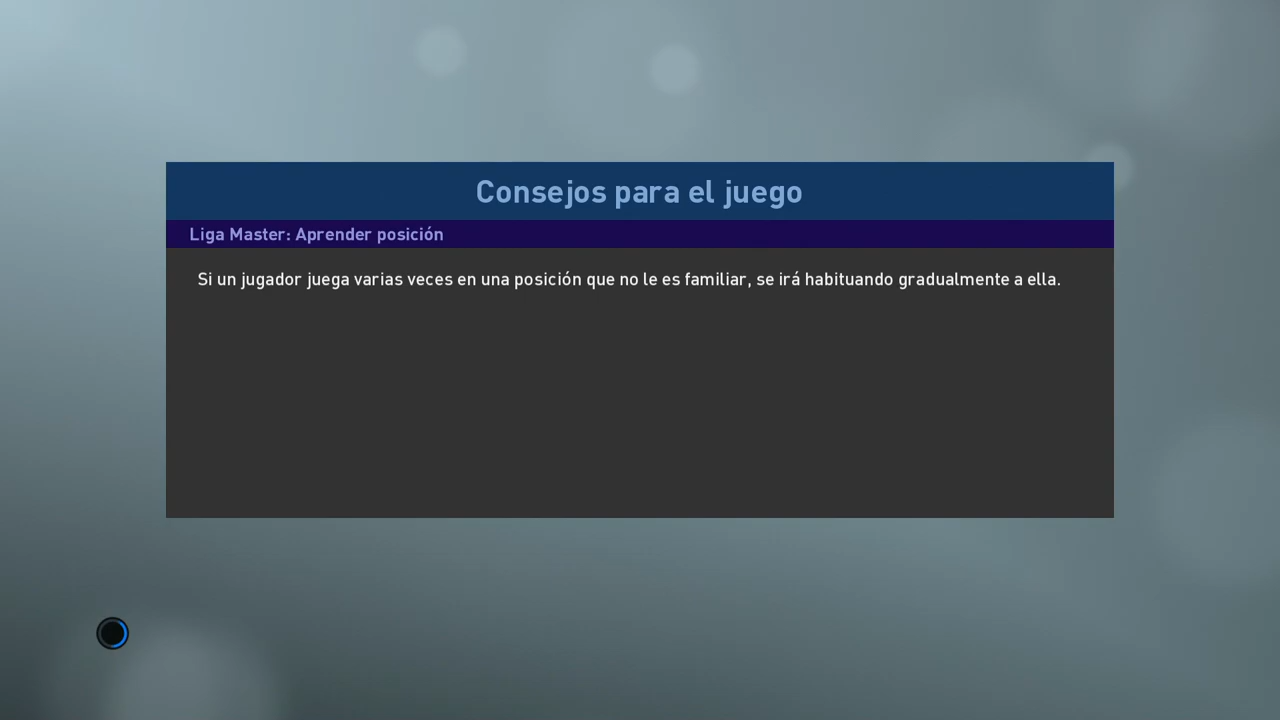 Consejos para el juego
Liga Master: Aprender posición
Si un jugador juega varias veces en una posición que no le es familiar, se irá habituando gradualmente a ella.